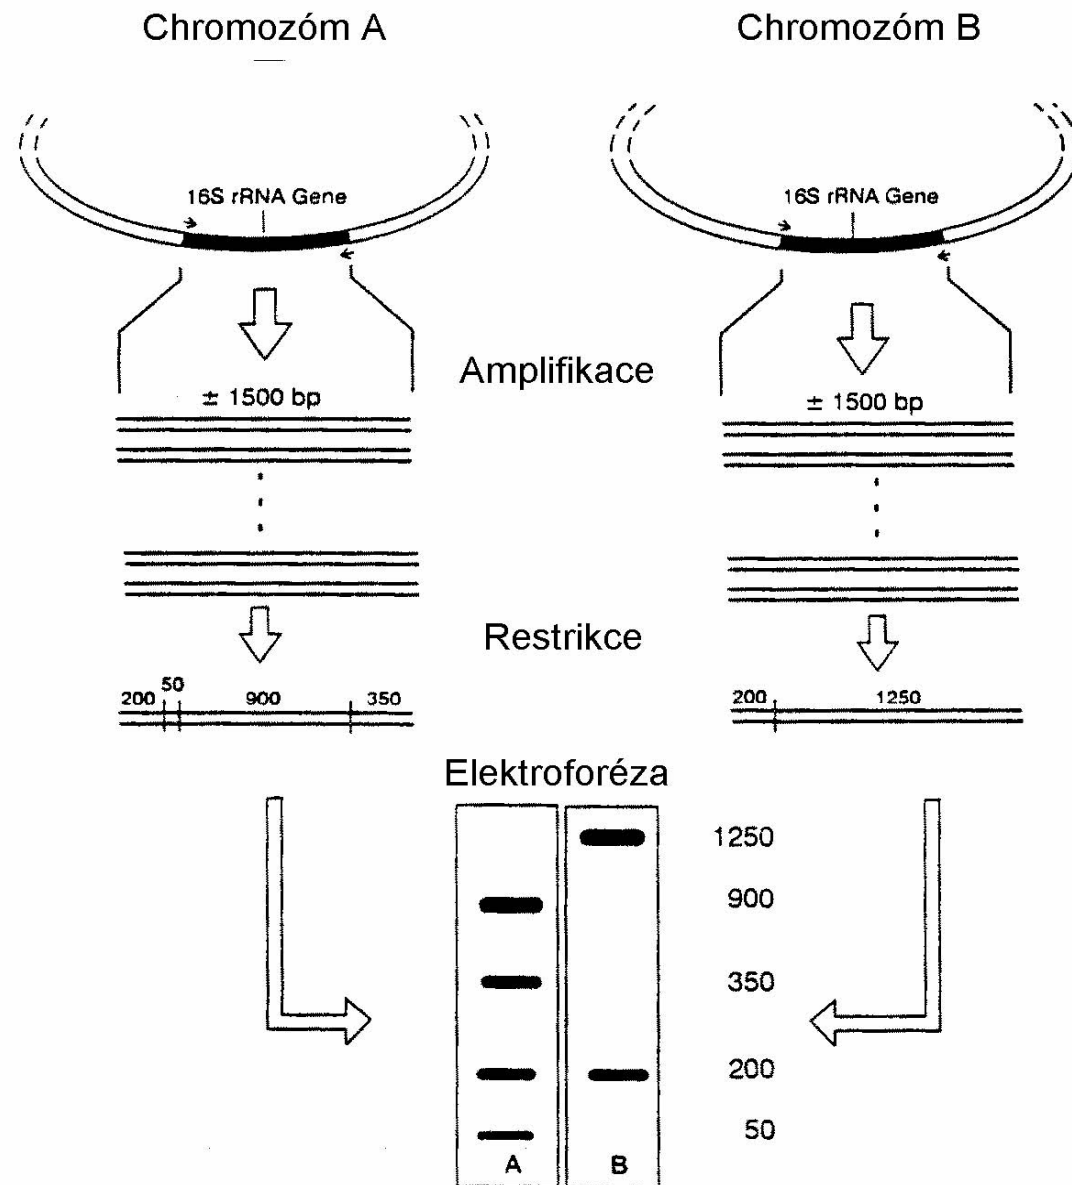 Chromozóm A
Chromozóm B
16S rRNA Gene
16S rRNA Gene
Amplifikace
± 1500 bp
± 1500 bp
Restrikce
200 50 900 350
200 1250
Elektroforéza
1250
900
350
200
50
A B